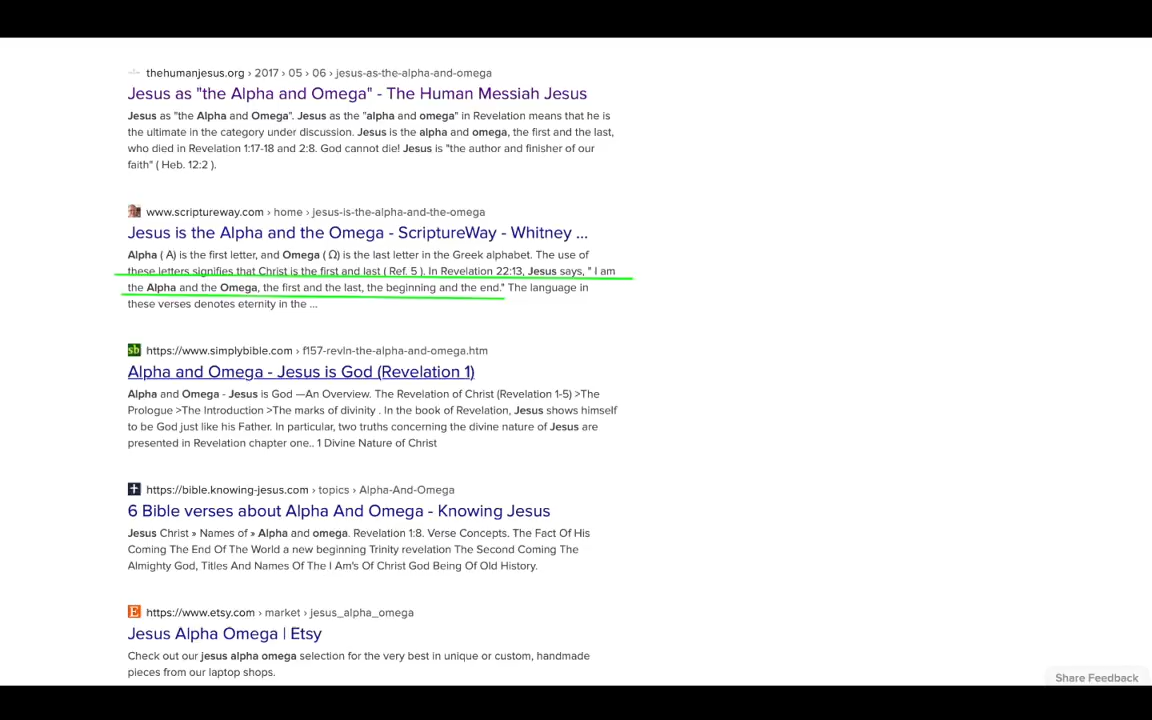 thehumanjesus.org › 2017 › 05 › 06 › jesus-as-the-alpha-and-omega
Jesus as "the Alpha and Omega" - The Human Messiah Jesus
Jesus as "the Alpha and Omega". Jesus as the "alpha and omega" in Revelation means that he is
the ultimate in the category under discussion. Jesus is the alpha and omega, the first and the last,
who died in Revelation 1:17-18 and 2:8. God cannot die! Jesus is "the author and finisher of our
faith" ( Heb. 12:2 ).
www.scriptureway.com › home › jesus-is-the-alpha-and-the-omega
Jesus is the Alpha and the Omega - ScriptureWay - Whitney ...
Alpha ( Α) is the first letter, and Omega ( Ω) is the last letter in the Greek alphabet. The use of
these letters signifies that Christ is the first and last ( Ref. 5 ). In Revelation 22:13, Jesus says, " I am
the Alpha and the Omega, the first and the last, the beginning and the end." The language in
these verses denotes eternity in the ...
sb https://www.simplybible.com › f157-revln-the-alpha-and-omega.htm
Alpha and Omega - Jesus is God (Revelation 1)
Alpha and Omega - Jesus is God —An Overview. The Revelation of Christ (Revelation 1-5) >The
Prologue >The Introduction >The marks of divinity . In the book of Revelation, Jesus shows himself
to be God just like his Father. In particular, two truths concerning the divine nature of Jesus are
presented in Revelation chapter one.. 1 Divine Nature of Christ
https://bible.knowing-jesus.com › topics › Alpha-And-Omega
6 Bible verses about Alpha And Omega - Knowing Jesus
Jesus Christ » Names of » Alpha and omega. Revelation 1:8. Verse Concepts. The Fact Of His
Coming The End Of The World a new beginning Trinity revelation The Second Coming The
Almighty God, Titles And Names Of The I Am's Of Christ God Being Of Old History.
E https://www.etsy.com › market › jesus_alpha_omega
Jesus Alpha Omega | Etsy
Check out our jesus alpha omega selection for the very best in unique or custom, handmade
pieces from our laptop shops.
Share Feedback